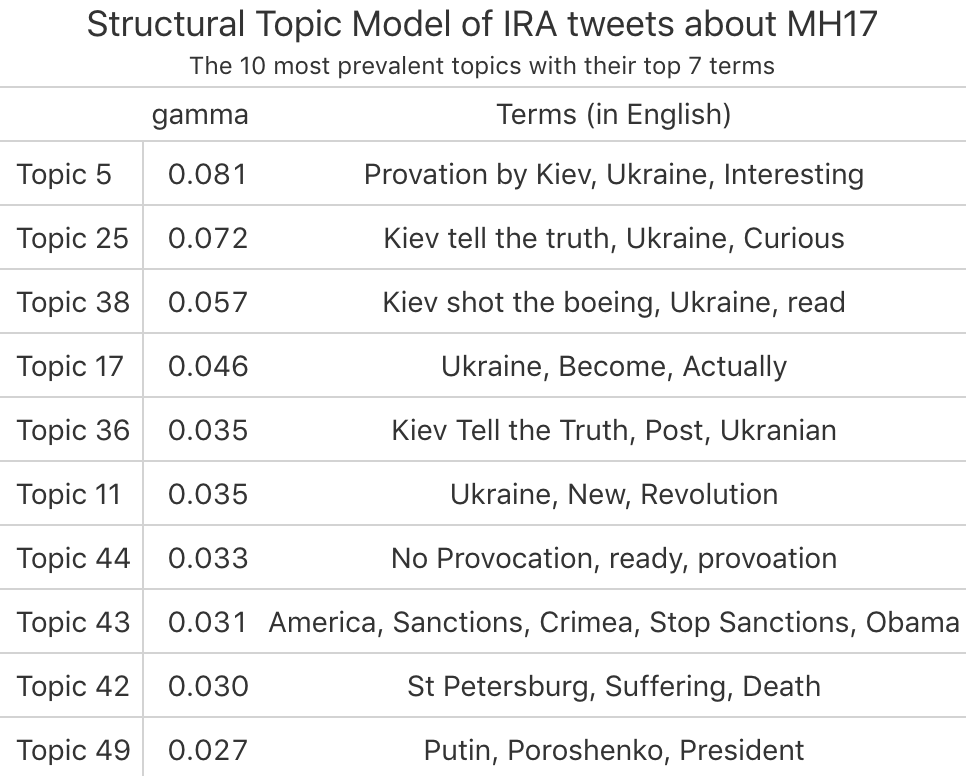 Structural Topic Model of IRA tweets about MH17
The 10 most prevalent topics with their top 7 terms
gamma Terms (in English)
Topic 5 0.081 Provation by Kiev, Ukraine, Interesting
Topic 25 0.072 Kiev tell the truth, Ukraine, Curious
Topic 38 0.057 Kiev shot the boeing, Ukraine, read
Topic 17 0.046 Ukraine, Become, Actually
Topic 36 0.035 Kiev Tell the Truth, Post, Ukranian
Topic 11 0.035 Ukraine, New, Revolution
Topic 44 0.033 No Provocation, ready, provoation
Topic 43 0.031 America, Sanctions, Crimea, Stop Sanctions, Obama
Topic 42 0.030 St Petersburg, Suffering, Death
Topic 49 0.027 Putin, Poroshenko, President